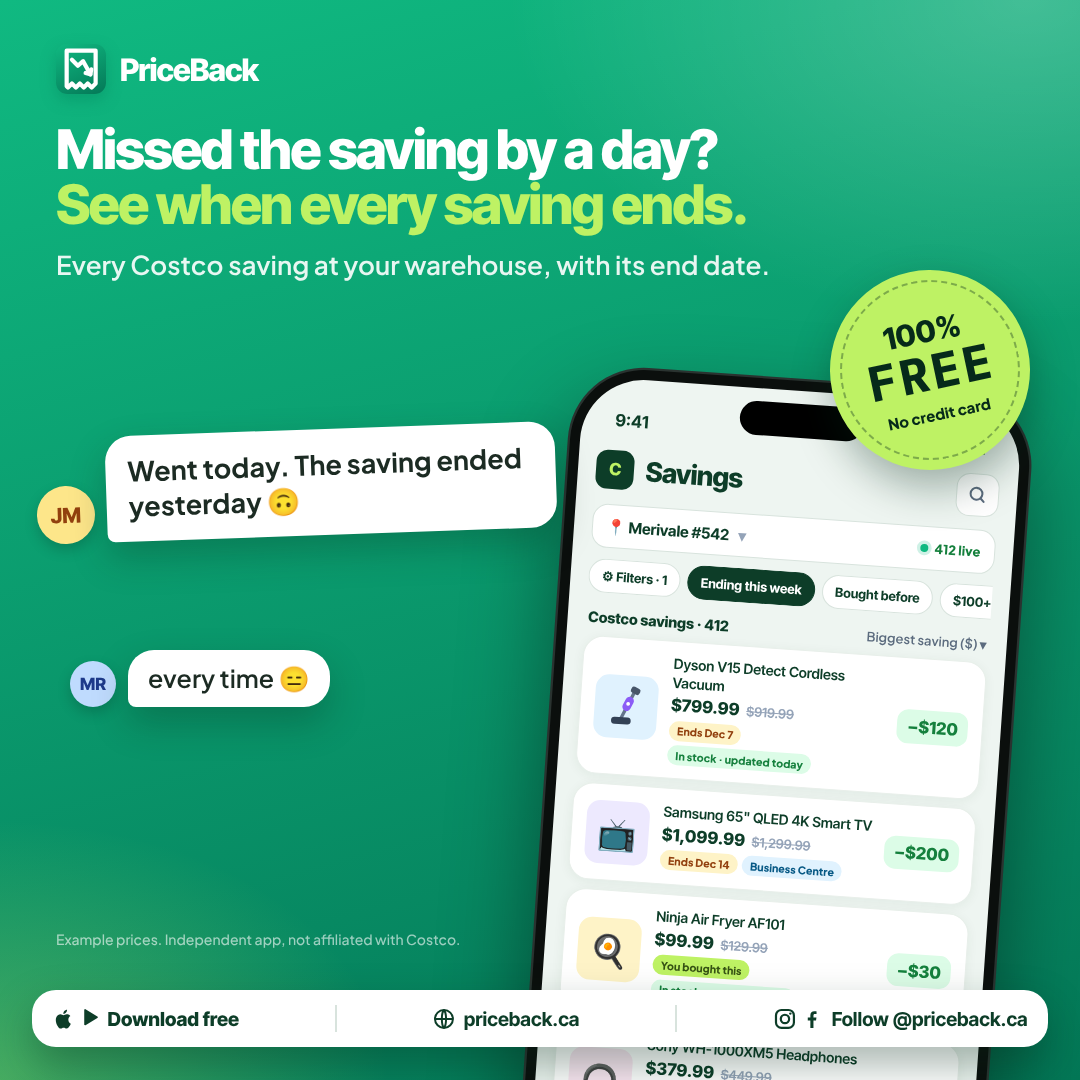 PriceBack
Missed the saving by a day?
See when every saving ends.
Every Costco saving at your warehouse, with its end date.
100%
FREE
No credit card
JM
Went today. The saving ended
yesterday 🙃
MR
every time 😑
9:41
C
Savings
📍 Merivale #542 ▼
412 live
⚙ Filters · 1
Ending this week
Bought before
$100+
Costco savings · 412
Biggest saving ($) ▾
Dyson V15 Detect Cordless
Vacuum
$799.99 $919.99
Ends Dec 7
In stock · updated today
−$120
Samsung 65" QLED 4K Smart TV
$1,099.99 $1,299.99
Ends Dec 14 Business Centre
−$200
Ninja Air Fryer AF101
$99.99 $129.99
You bought this
−$30
Sony WH-1000XM5 Headphones
$379.99 $449.99
Example prices. Independent app, not affiliated with Costco.
Download free
priceback.ca
Follow @priceback.ca